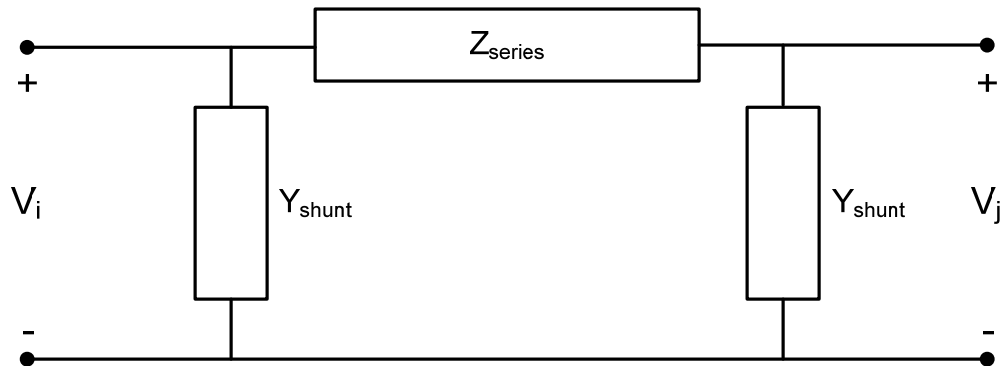 Z_series
+ +
V_i Y_shunt Y_shunt V_j
- -